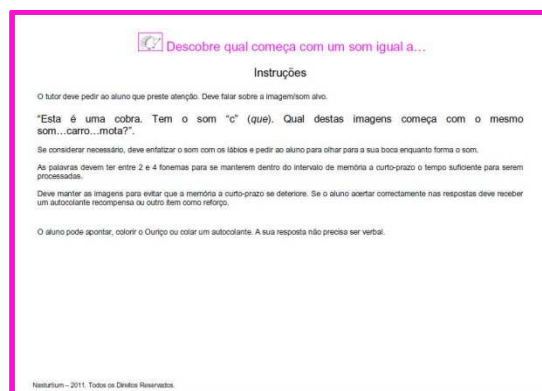 Descobre qual começa com um som igual a…
Instruções
O tutor deve pedir ao aluno que preste atenção. Deve falar sobre a imagem/som alvo.
“Esta é uma cobra. Tem o som “c” (que). Qual destas imagens começa com o mesmo
som…carro…mota?”.
Se considerar necessário, deve enfatizar o som com os lábios e pedir ao aluno para olhar para a sua boca enquanto forma o som.
As palavras devem ter entre 2 e 4 fonemas para se manterem dentro do intervalo de memória a curto-prazo o tempo suficiente para serem
processadas.
Deve manter as imagens para evitar que a memória a curto-prazo se deteriore. Se o aluno acertar correctamente nas respostas deve receber
um autocolante recompensa ou outro item como reforço.
O aluno pode apontar, colorir o Ouriço ou colar um autocolante. A sua resposta não precisa ser verbal.
Nasturtium – 2011. Todos os Direitos Reservados.